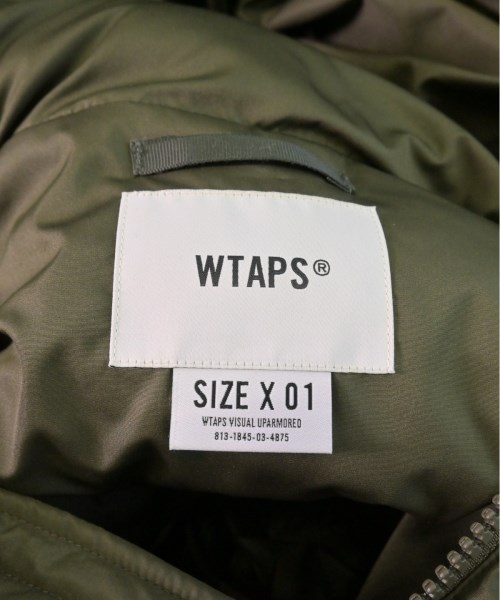 WTAPS®
SIZE X 01
WTAPS VISUAL UPARMORED
813-1845-03-4875